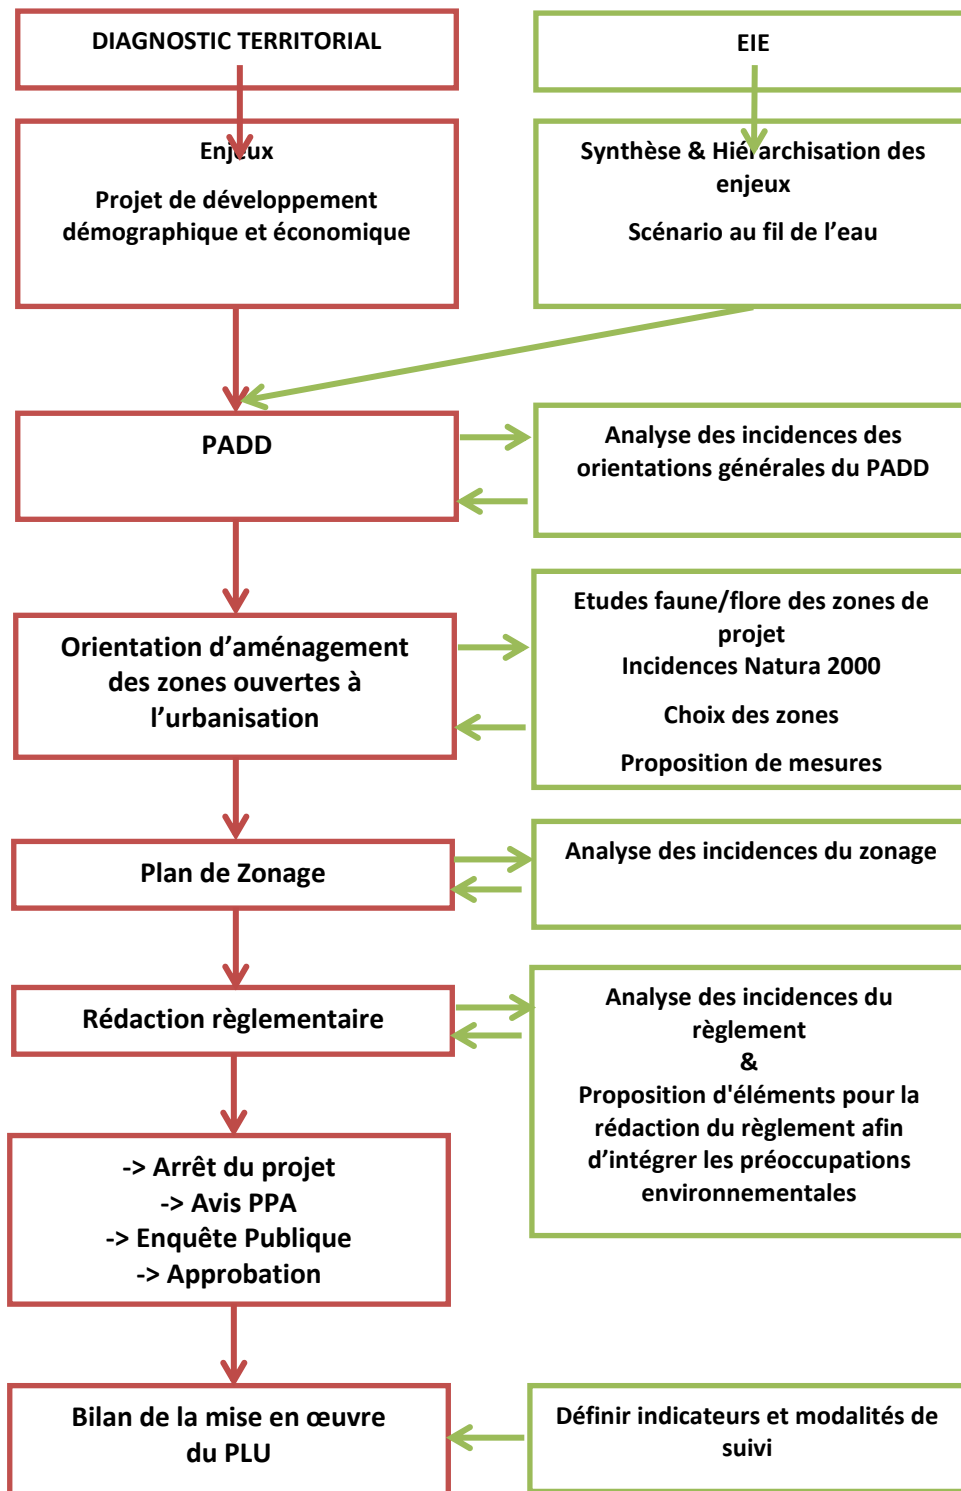 DIAGNOSTIC TERRITORIAL
EIE
Enjeux
Projet de développement
démographique et économique
Synthèse & Hiérarchisation des
enjeux
Scénario au fil de l’eau
PADD
Analyse des incidences des
orientations générales du PADD
Orientation d’aménagement
des zones ouvertes à
l’urbanisation
Etudes faune/flore des zones de
projet
Incidences Natura 2000
Choix des zones
Proposition de mesures
Plan de Zonage
Analyse des incidences du zonage
Rédaction règlementaire
Analyse des incidences du
règlement
&
Proposition d'éléments pour la
rédaction du règlement afin
d’intégrer les préoccupations
environnementales
-> Arrêt du projet
-> Avis PPA
-> Enquête Publique
-> Approbation
Bilan de la mise en œuvre
du PLU
Définir indicateurs et modalités de
suivi